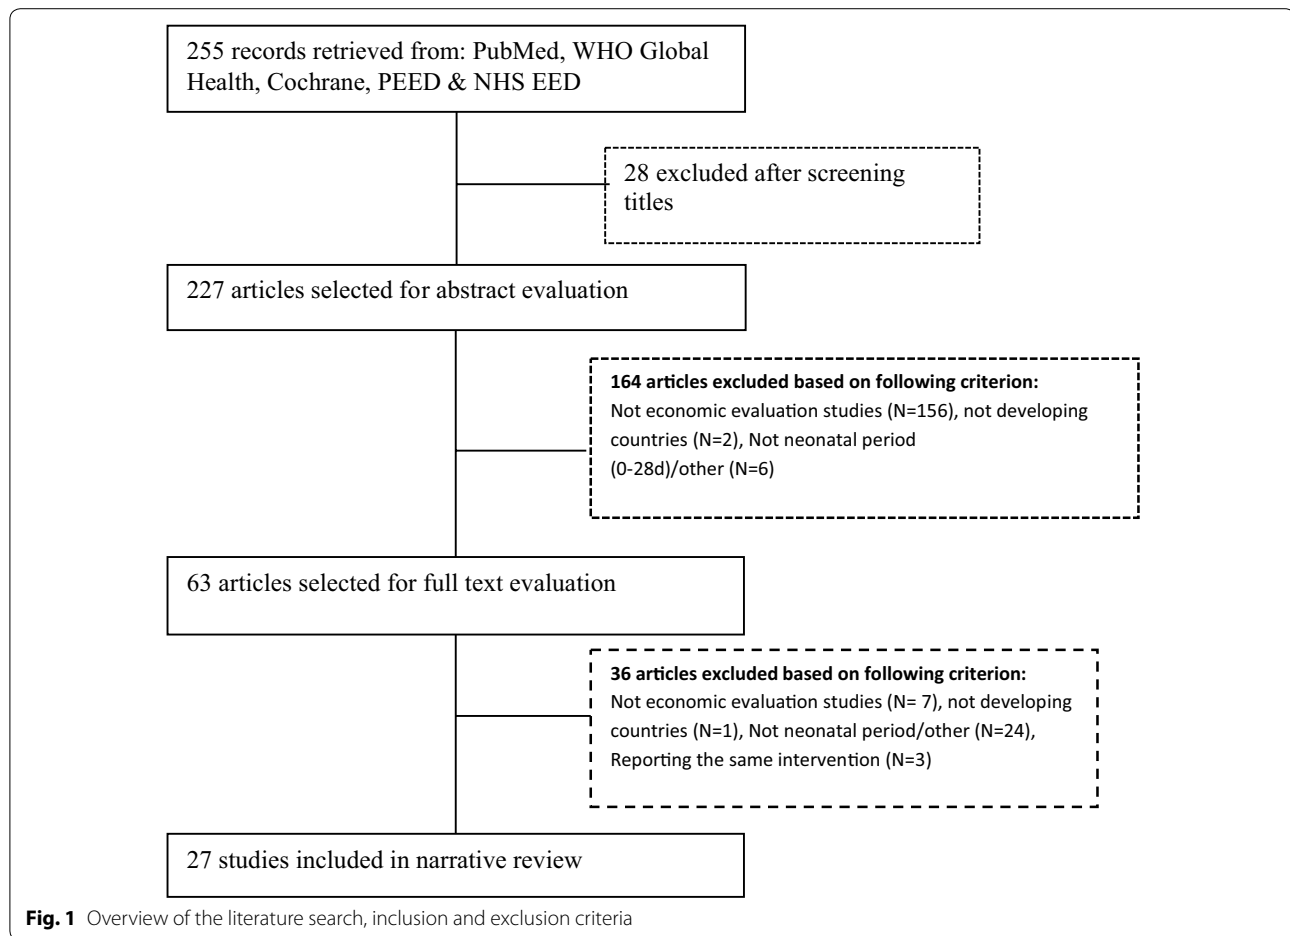 255 records retrieved from: PubMed, WHO Global
Health, Cochrane, PEED & NHS EED
28 excluded after screening
titles
227 articles selected for abstract evaluation
164 articles excluded based on following criterion:
Not economic evaluation studies (N=156), not developing
countries (N=2), Not neonatal period
(0-28d)/other (N=6)
63 articles selected for full text evaluation
36 articles excluded based on following criterion:
Not economic evaluation studies (N= 7), not developing
countries (N=1), Not neonatal period/other (N=24),
Reporting the same intervention (N=3)
27 studies included in narrative review
Fig. 1 Overview of the literature search, inclusion and exclusion criteria